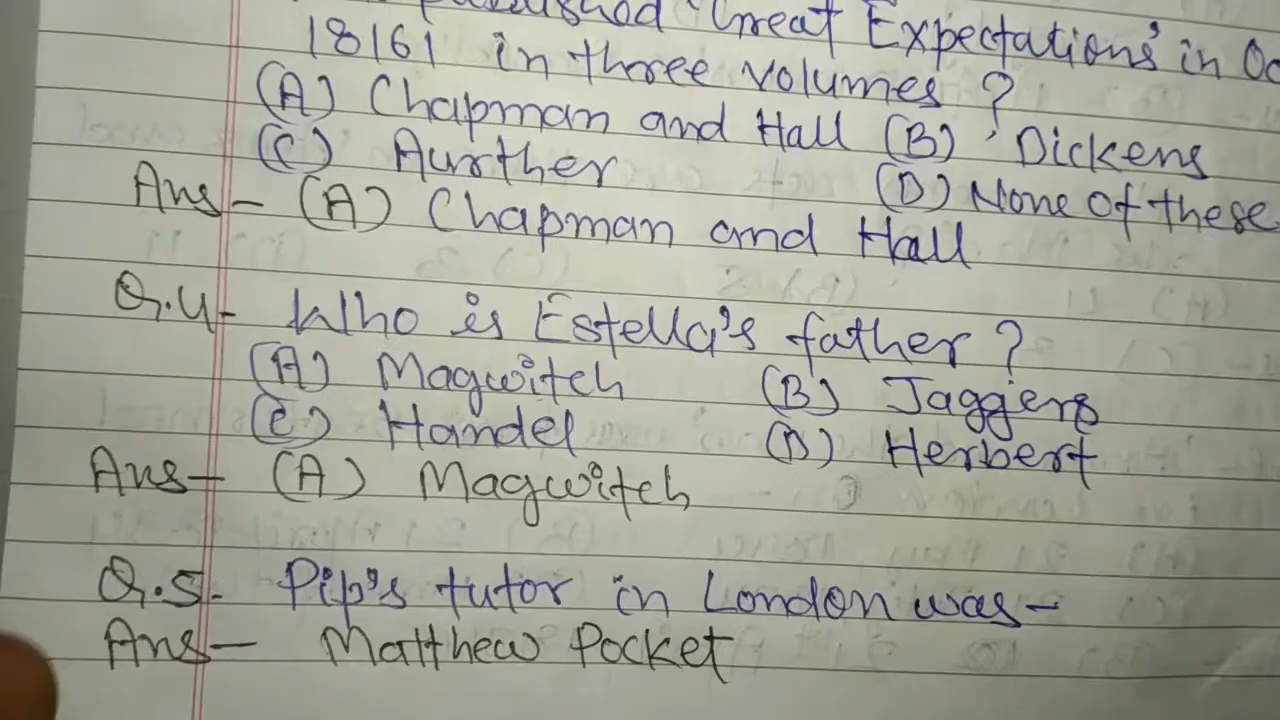 Great Expectations' in
18161 in three volumes?
(A) Chapman and Hall (B) Dickens
(C) Aurther (D) None of these
Ans- (A) Chapman and Hall
Q.4- Who is Estella's father?
(A) Magwitch (B) Jaggers
(C) Handel (D) Herbert
Ans- (A) Magwitch
Q.5. Pip's tutor in London was-
Ans- Matthew Pocket